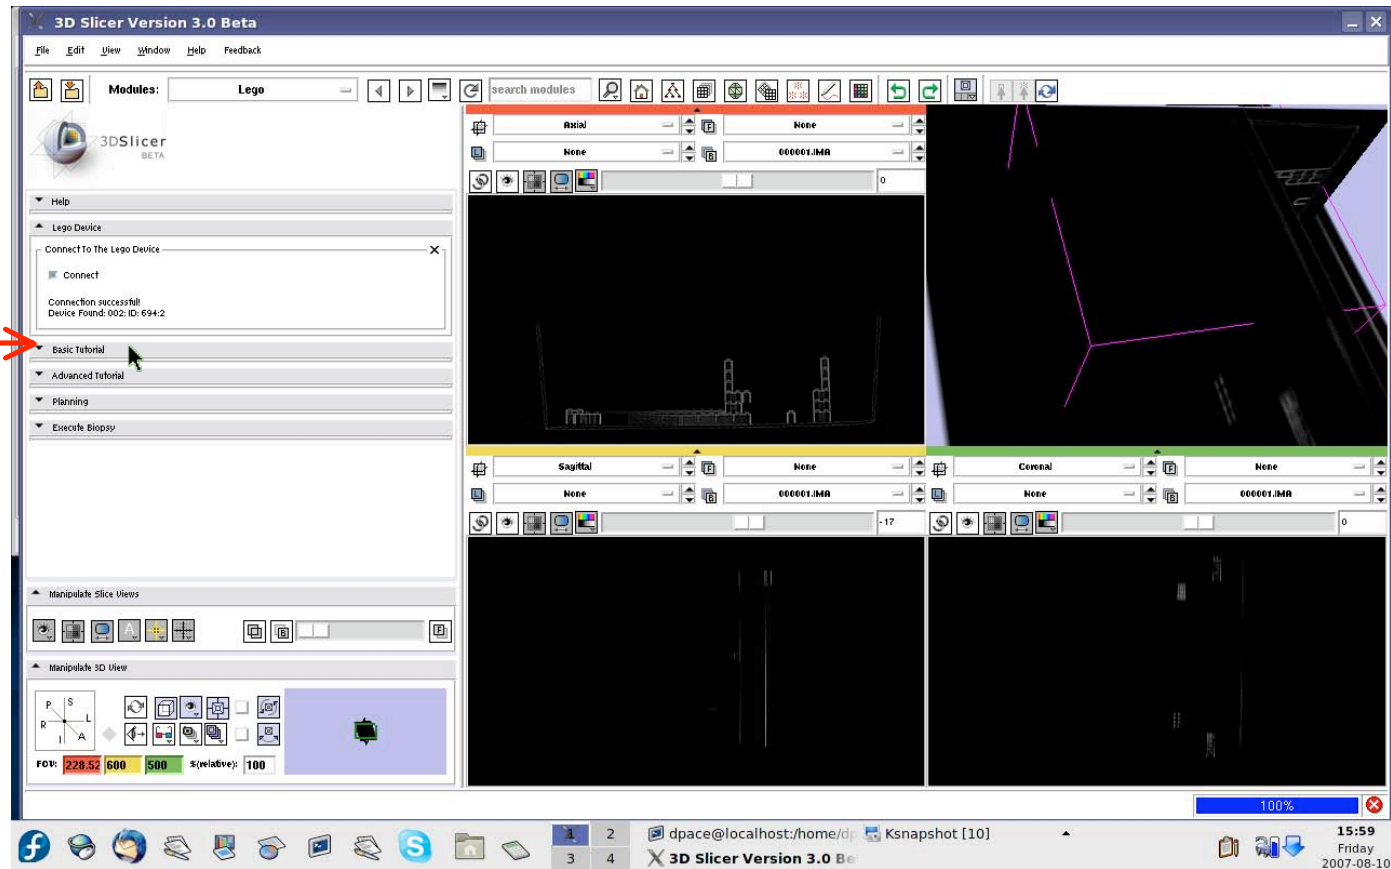 3D Slicer Version 3.0 Beta
File Edit View Window Help Feedback
Modules: Lego search modules
3DSlicer
BETA
Help
Lego Device
Connect To The Lego Device
Connect
Connection successful!
Device Found: 002: ID: 694:2
Basic Tutorial
Advanced Tutorial
Planning
Execute Biopsy
Manipulate Slice Views
A B F
Manipulate 3D View
P S
R L
I A
FOV: 228.52 600 500 %(relative): 100
Axial F None
L None B 000001.IMA
0
Sagittal F None
L None B 000001.IMA
-17
Coronal F None
L None B 000001.IMA
0
100%
1 2
3 4
dpace@localhost:/home/dp
Ksnapshot [10]
3D Slicer Version 3.0 Be
15:59
Friday
2007-08-10